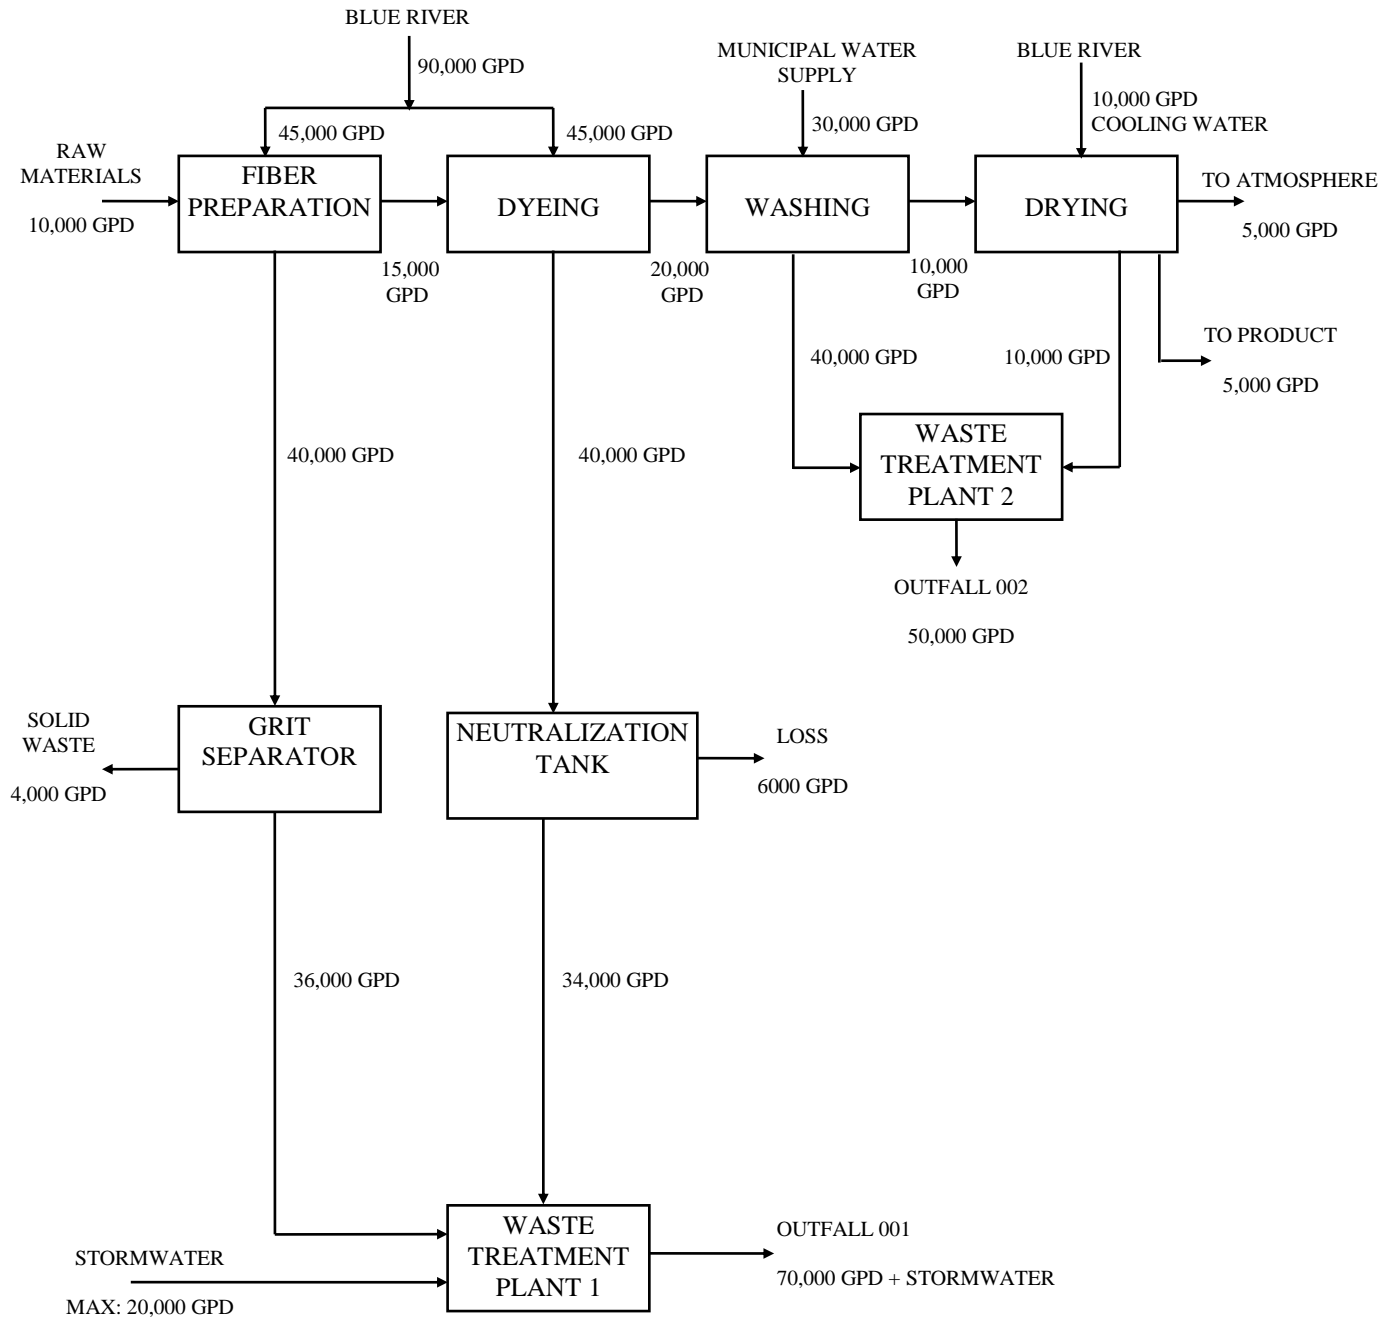 BLUE RIVER
90,000 GPD
MUNICIPAL WATER
SUPPLY
30,000 GPD
BLUE RIVER
10,000 GPD
COOLING WATER
45,000 GPD
45,000 GPD
RAW
MATERIALS
10,000 GPD
FIBER
PREPARATION
DYEING
WASHING
DRYING
TO ATMOSPHERE
5,000 GPD
15,000
GPD
20,000
GPD
10,000
GPD
TO PRODUCT
5,000 GPD
40,000 GPD
10,000 GPD
40,000 GPD
40,000 GPD
WASTE
TREATMENT
PLANT 2
OUTFALL 002
50,000 GPD
SOLID
WASTE
4,000 GPD
GRIT
SEPARATOR
NEUTRALIZATION
TANK
LOSS
6000 GPD
36,000 GPD
34,000 GPD
STORMWATER
MAX: 20,000 GPD
WASTE
TREATMENT
PLANT 1
OUTFALL 001
70,000 GPD + STORMWATER